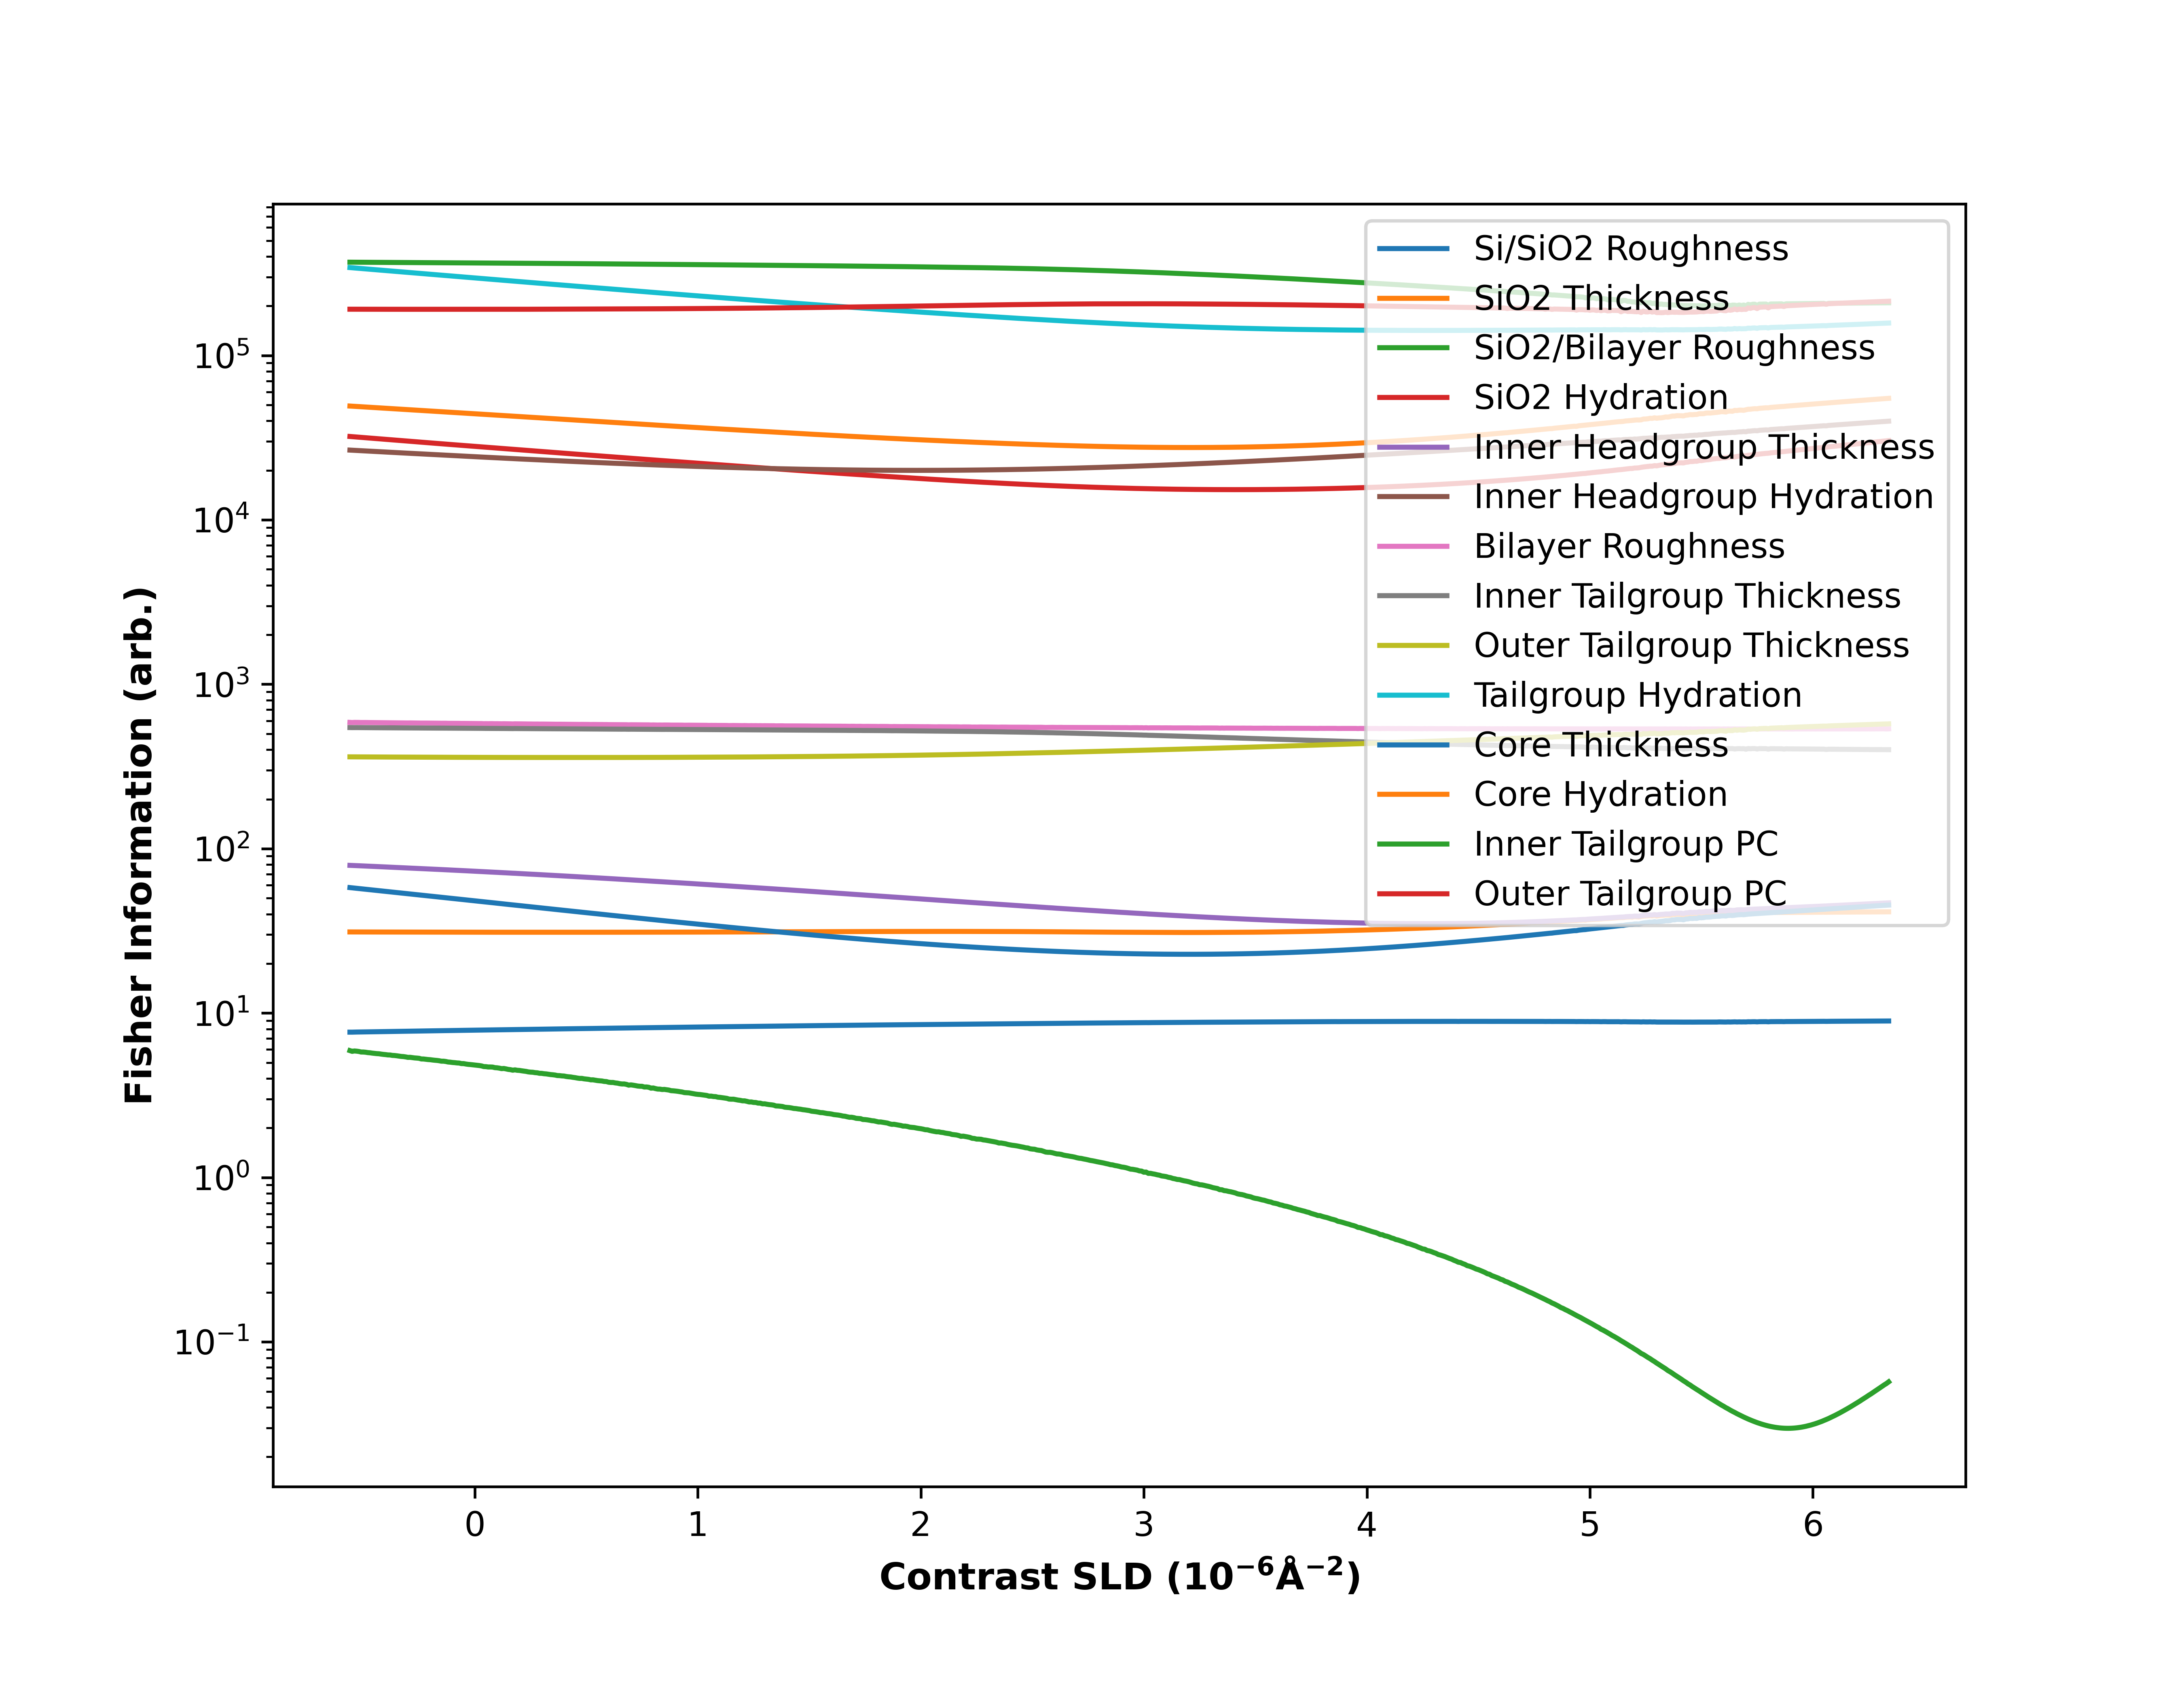 Si/SiO2 Roughness
SiO2 Thickness
SiO2/Bilayer Roughness
SiO2 Hydration
Inner Headgroup Thickness
Inner Headgroup Hydration
Bilayer Roughness
Inner Tailgroup Thickness
Outer Tailgroup Thickness
Tailgroup Hydration
Core Thickness
Core Hydration
Inner Tailgroup PC
Outer Tailgroup PC
Fisher Information (arb.)
10⁵
10⁴
10³
10²
10¹
10⁰
10⁻¹
0 1 2 3 4 5 6
Contrast SLD (10⁻⁶Å⁻²)